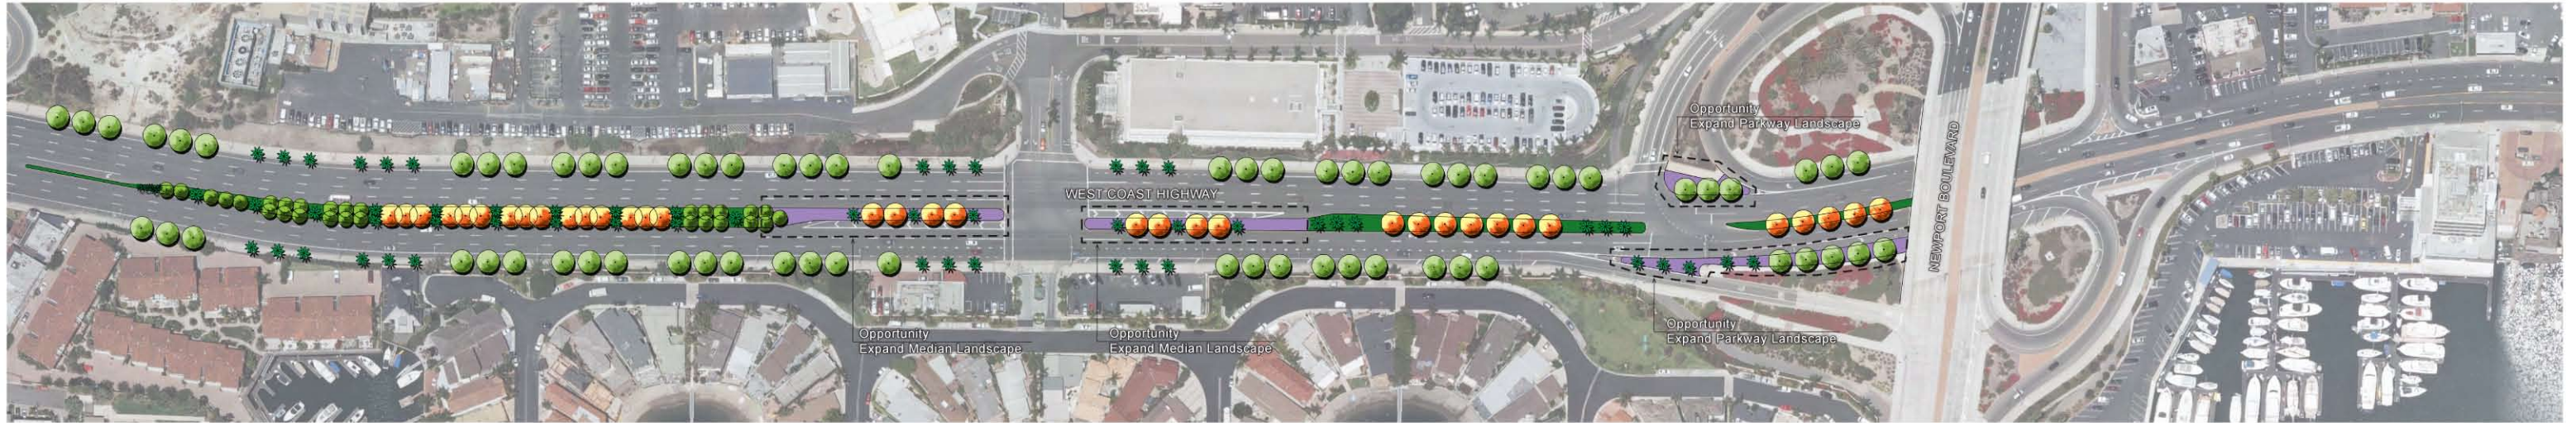 Opportunity
Expand Parkway Landscape
WEST COAST HIGHWAY
NEWPORT BOULEVARD
Opportunity
Expand Median Landscape
Opportunity
Expand Median Landscape
Opportunity
Expand Parkway Landscape